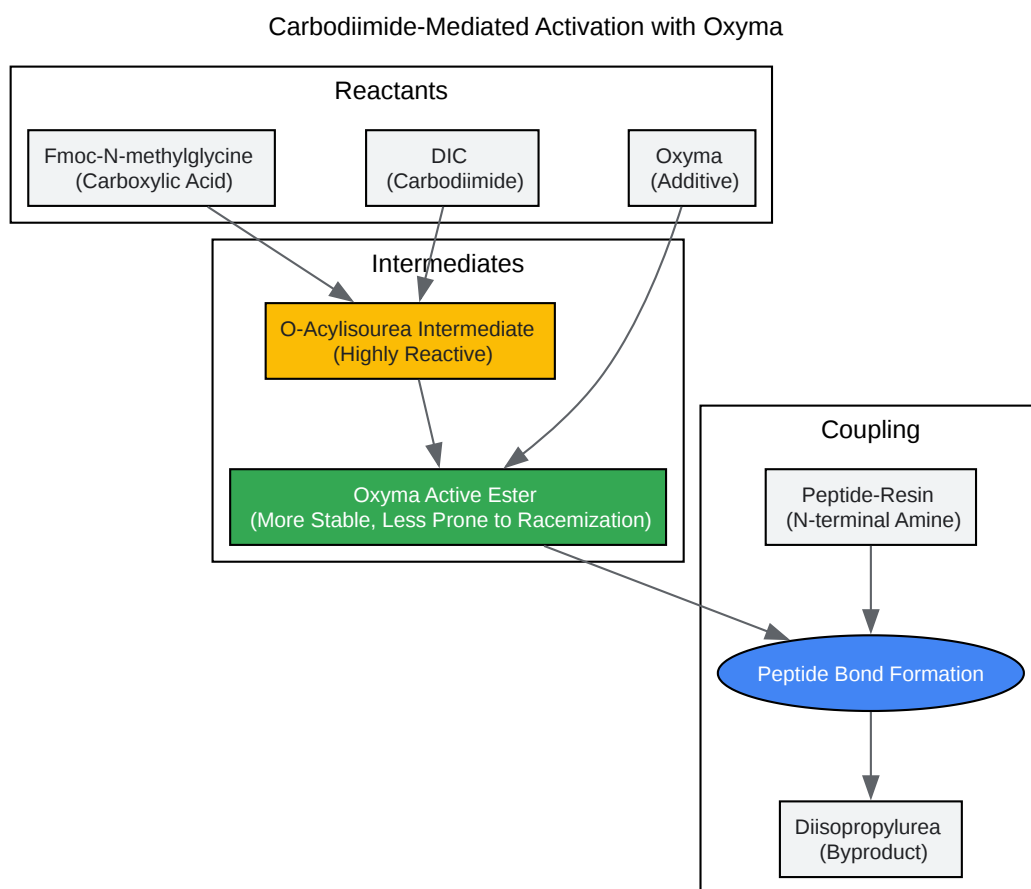 Carbodiimide-Mediated Activation with Oxyma
Reactants
Fmoc-N-methylglycine
(Carboxylic Acid)
DIC
(Carbodiimide)
Oxyma
(Additive)
Intermediates
O-Acylisourea Intermediate
(Highly Reactive)
Oxyma Active Ester
(More Stable, Less Prone to Racemization)
Coupling
Peptide-Resin
(N-terminal Amine)
Peptide Bond Formation
Diisopropylurea
(Byproduct)